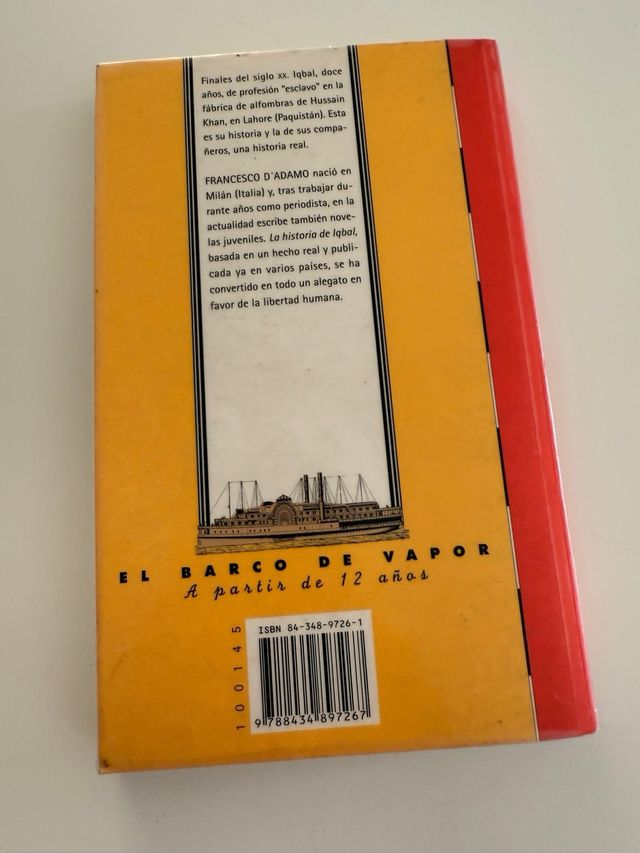 Finales del siglo XX. Iqbal, doce
años, de profesión "esclavo" en la
fábrica de alfombras de Hussain
Khan, en Lahore (Paquistán). Esta
es su historia y la de sus compa-
ñeros, una historia real.
FRANCESCO D'ADAMO nació en
Milán (Italia) y, tras trabajar du-
rante años como periodista, en la
actualidad escribe también nove-
las juveniles. La historia de Iqbal,
basada en un hecho real y publi-
cada ya en varios países, se ha
convertido en todo un alegato en
favor de la libertad humana.
EL BARCO DE VAPOR
A partir de 12 años
100145
ISBN 84-348-9726-1
9 788434 897267